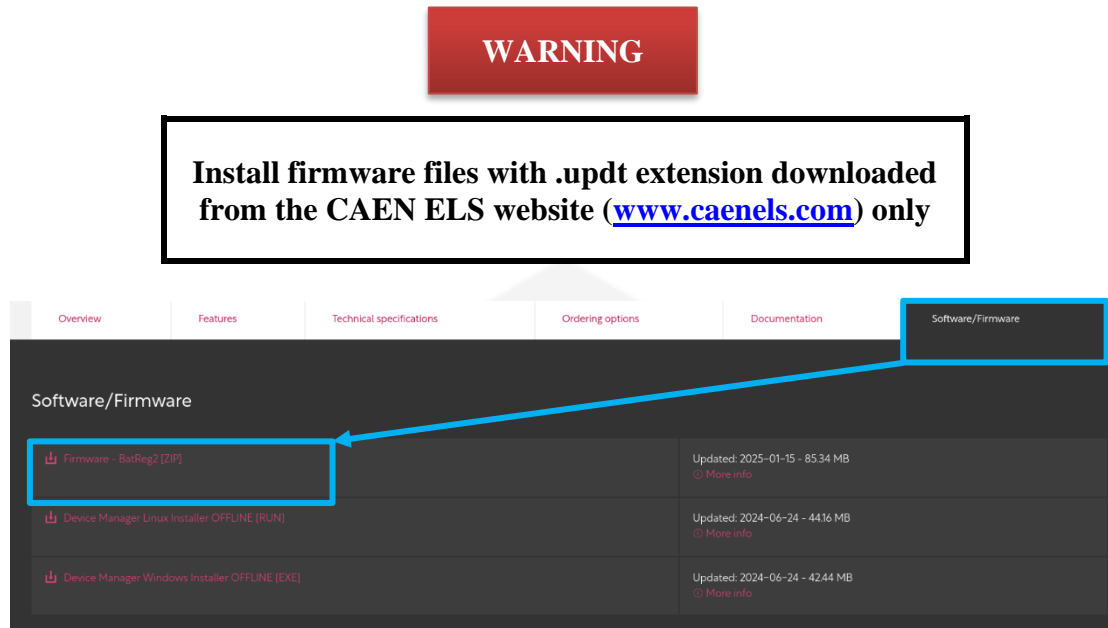 WARNING
Install firmware files with .updt extension downloaded
from the CAEN ELS website (www.caenels.com) only
Overview Features Technical specifications Ordering options Documentation Software/Firmware
Software/Firmware
Firmware - BatReg2 [ZIP] Updated: 2025-01-15 - 85.34 MB
More info
Device Manager Linux Installer OFFLINE [RUN] Updated: 2024-06-24 - 44.16 MB
More info
Device Manager Windows Installer OFFLINE [EXE] Updated: 2024-06-24 - 42.44 MB
More info